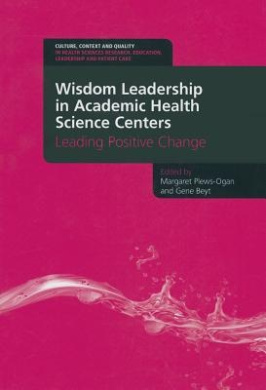 CULTURE, CONTEXT AND QUALITY
IN HEALTH SCIENCES RESEARCH, EDUCATION,
LEADERSHIP AND PATIENT CARE
Wisdom Leadership
in Academic Health
Science Centers
Leading Positive Change
Edited by
Margaret Plews-Ogan
and Gene Beyt